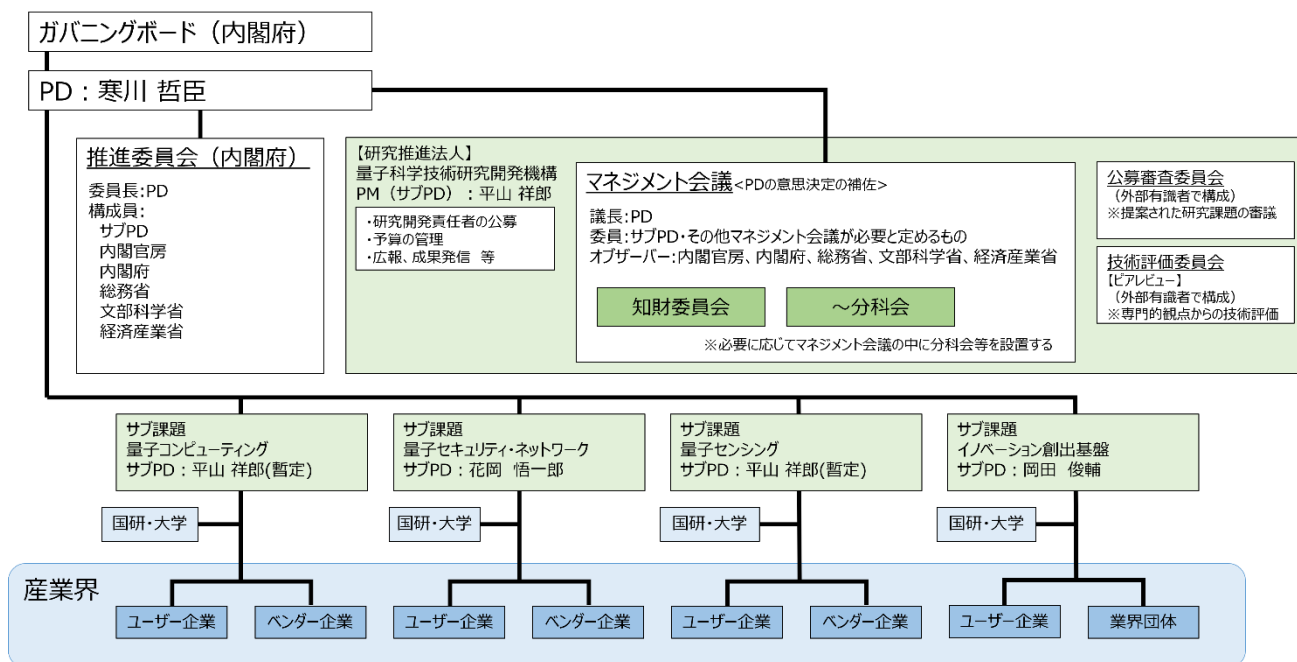 ガバニングボード（内閣府）
PD：寒川 哲臣
推進委員会（内閣府）
委員長:PD
構成員:
サブPD
内閣官房
内閣府
総務省
文部科学省
経済産業省
【研究推進法人】
量子科学技術研究開発機構
PM（サブPD）：平山 祥郎
・研究開発責任者の公募
・予算の管理
・広報、成果発信 等
マネジメント会議<PDの意思決定の補佐>
議長:PD
委員:サブPD・その他マネジメント会議が必要と定めるもの
オブザーバー:内閣官房、内閣府、総務省、文部科学省、経済産業省
知財委員会
～分科会
※必要に応じてマネジメント会議の中に分科会等を設置する
公募審査委員会
（外部有識者で構成）
※提案された研究課題の審議
技術評価委員会
【ピアレビュー】
（外部有識者で構成）
※専門的観点からの技術評価
サブ課題
量子コンピューティング
サブPD：平山 祥郎(暫定)
サブ課題
量子セキュリティ・ネットワーク
サブPD：花岡 悟一郎
サブ課題
量子センシング
サブPD：平山 祥郎(暫定)
サブ課題
イノベーション創出基盤
サブPD：岡田 俊輔
国研・大学
国研・大学
国研・大学
国研・大学
産業界
ユーザー企業
ベンダー企業
ユーザー企業
ベンダー企業
ユーザー企業
ベンダー企業
ユーザー企業
業界団体